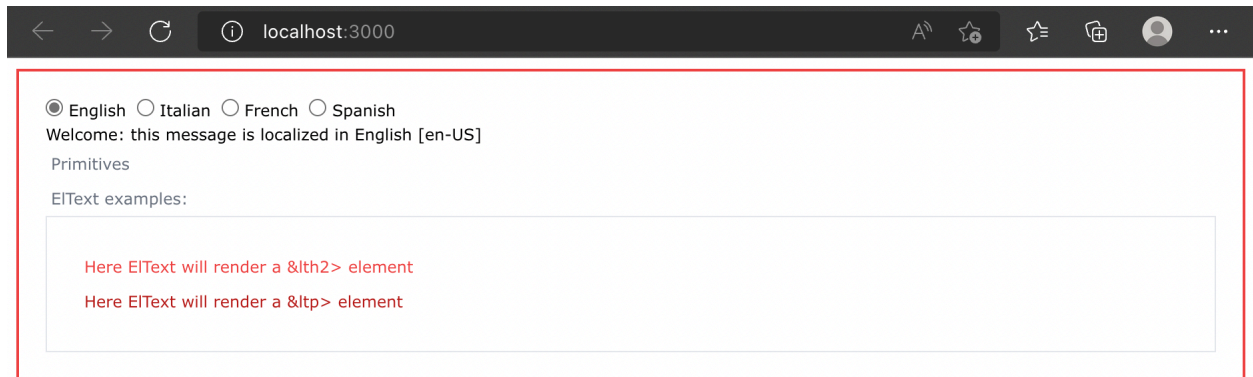 localhost:3000
English Italian French Spanish
Welcome: this message is localized in English [en-US]
Primitives
ElText examples:
Here ElText will render a &lth2> element
Here ElText will render a &ltp> element